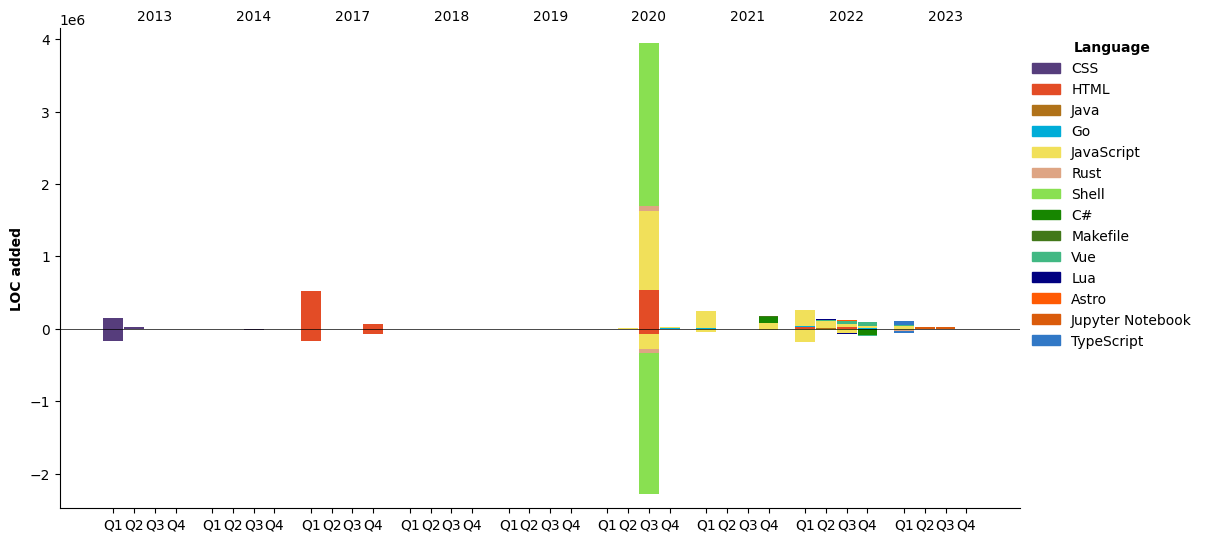 1e6
2013 2014 2017 2018 2019 2020 2021 2022 2023
4
3
2
1
0
−1
−2
LOC added
Q1 Q2 Q3 Q4 Q1 Q2 Q3 Q4 Q1 Q2 Q3 Q4 Q1 Q2 Q3 Q4 Q1 Q2 Q3 Q4 Q1 Q2 Q3 Q4 Q1 Q2 Q3 Q4 Q1 Q2 Q3 Q4 Q1 Q2 Q3 Q4
Language
CSS
HTML
Java
Go
JavaScript
Rust
Shell
C#
Makefile
Vue
Lua
Astro
Jupyter Notebook
TypeScript